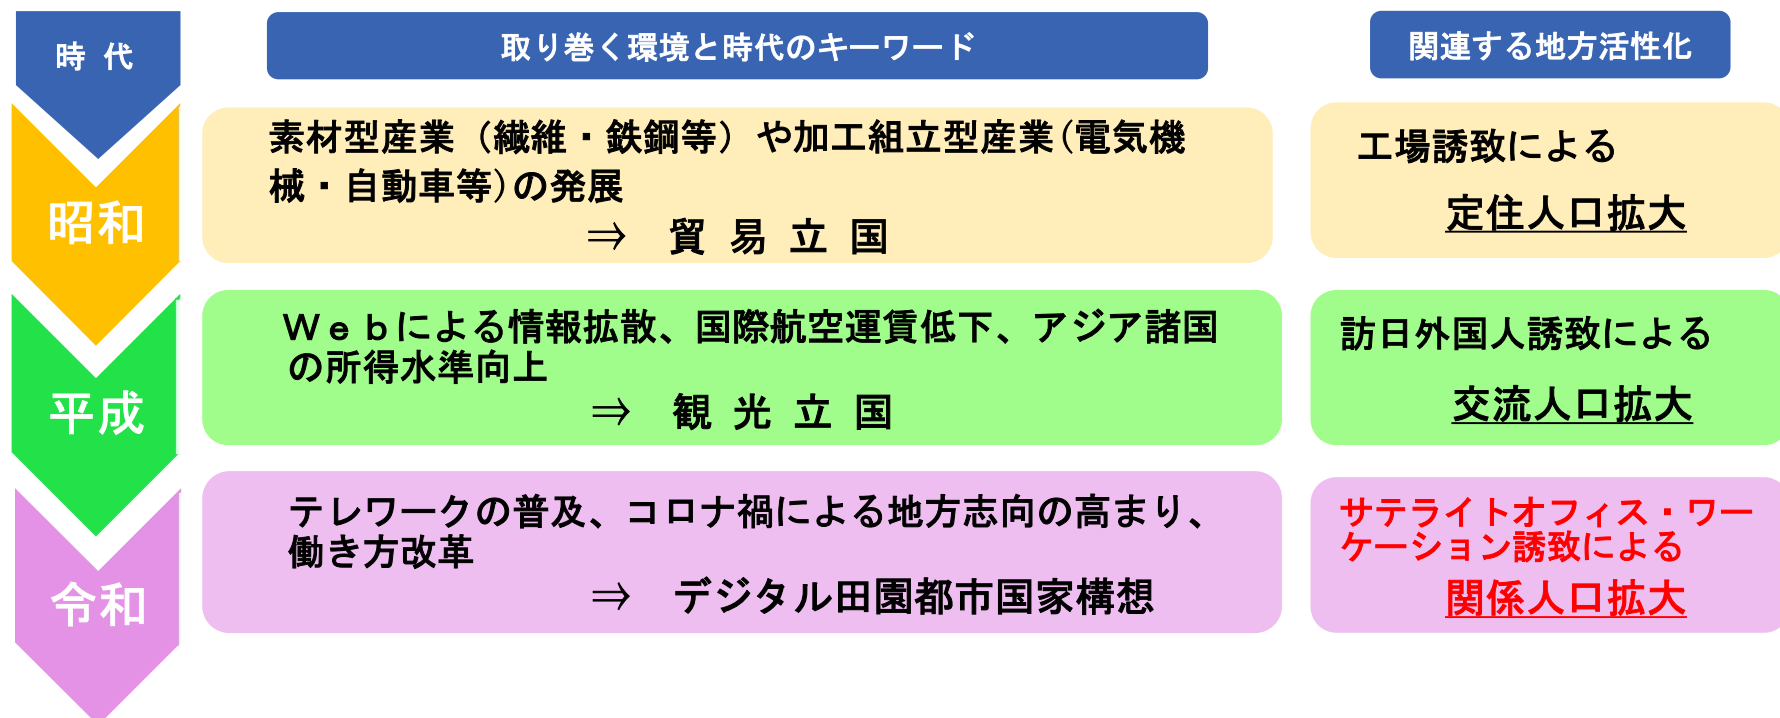 時 代
取り巻く環境と時代のキーワード
関連する地方活性化
昭和
素材型産業（繊維・鉄鋼等）や加工組立型産業(電気機
械・自動車等)の発展
⇒ 貿 易 立 国
工場誘致による
定住人口拡大
平成
Ｗｅｂによる情報拡散、国際航空運賃低下、アジア諸国
の所得水準向上
⇒ 観 光 立 国
訪日外国人誘致による
交流人口拡大
令和
テレワークの普及、コロナ禍による地方志向の高まり、
働き方改革
⇒ デジタル田園都市国家構想
サテライトオフィス・ワー
ケーション誘致による
関係人口拡大